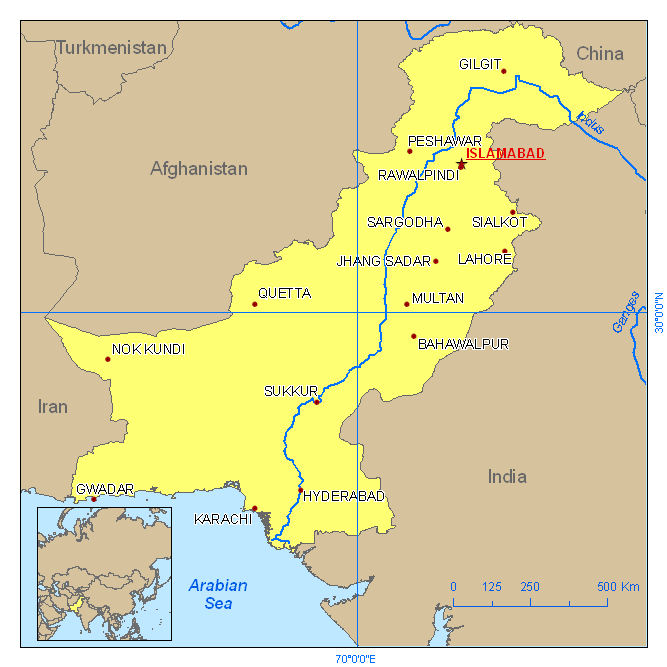 Turkmenistan
China
GILGIT
Indus
PESHAWAR
ISLAMABAD
Afghanistan
RAWALPINDI
SARGODHA
SIALKOT
JHANG SADAR
LAHORE
QUETTA
MULTAN
Ganges
30°0'0"N
BAHAWALPUR
NOK KUNDI
SUKKUR
Iran
India
GWADAR
HYDERABAD
KARACHI
Arabian
Sea
0 125 250 500 Km
70°0'0"E